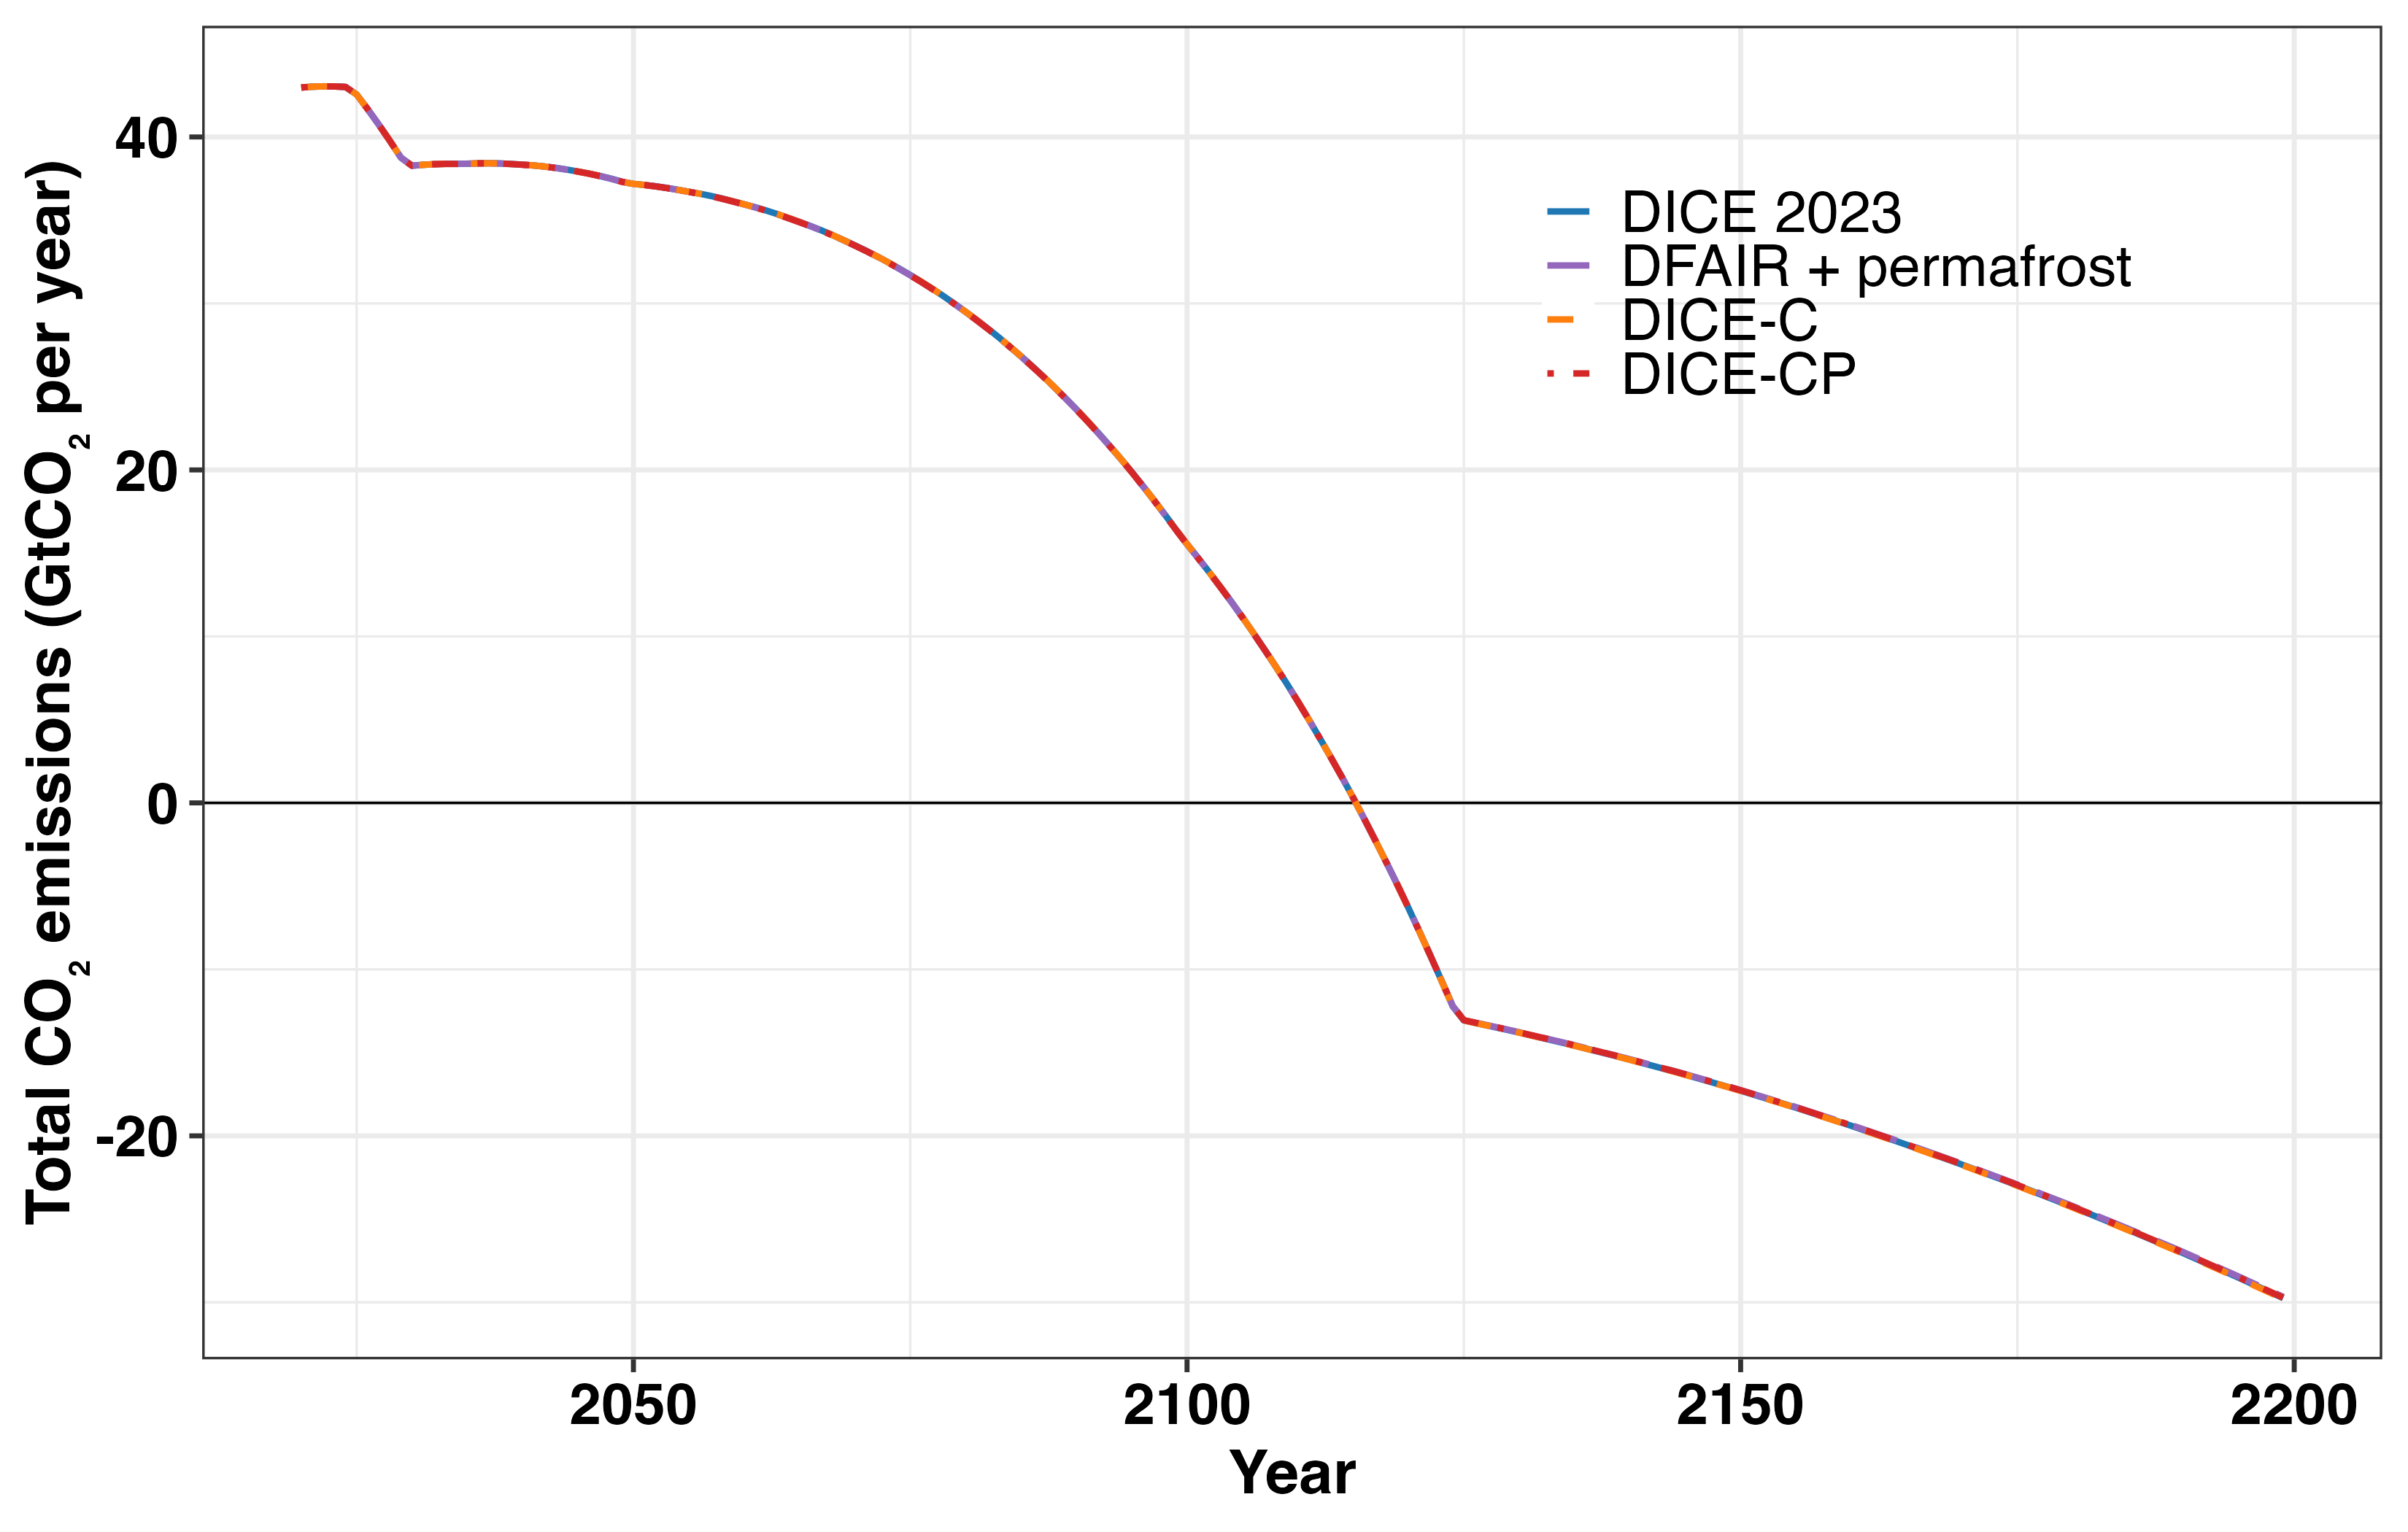 Total CO₂ emissions (GtCO₂ per year)
40
20
0
-20
DICE 2023
DFAIR + permafrost
DICE-C
DICE-CP
2050
2100
2150
2200
Year